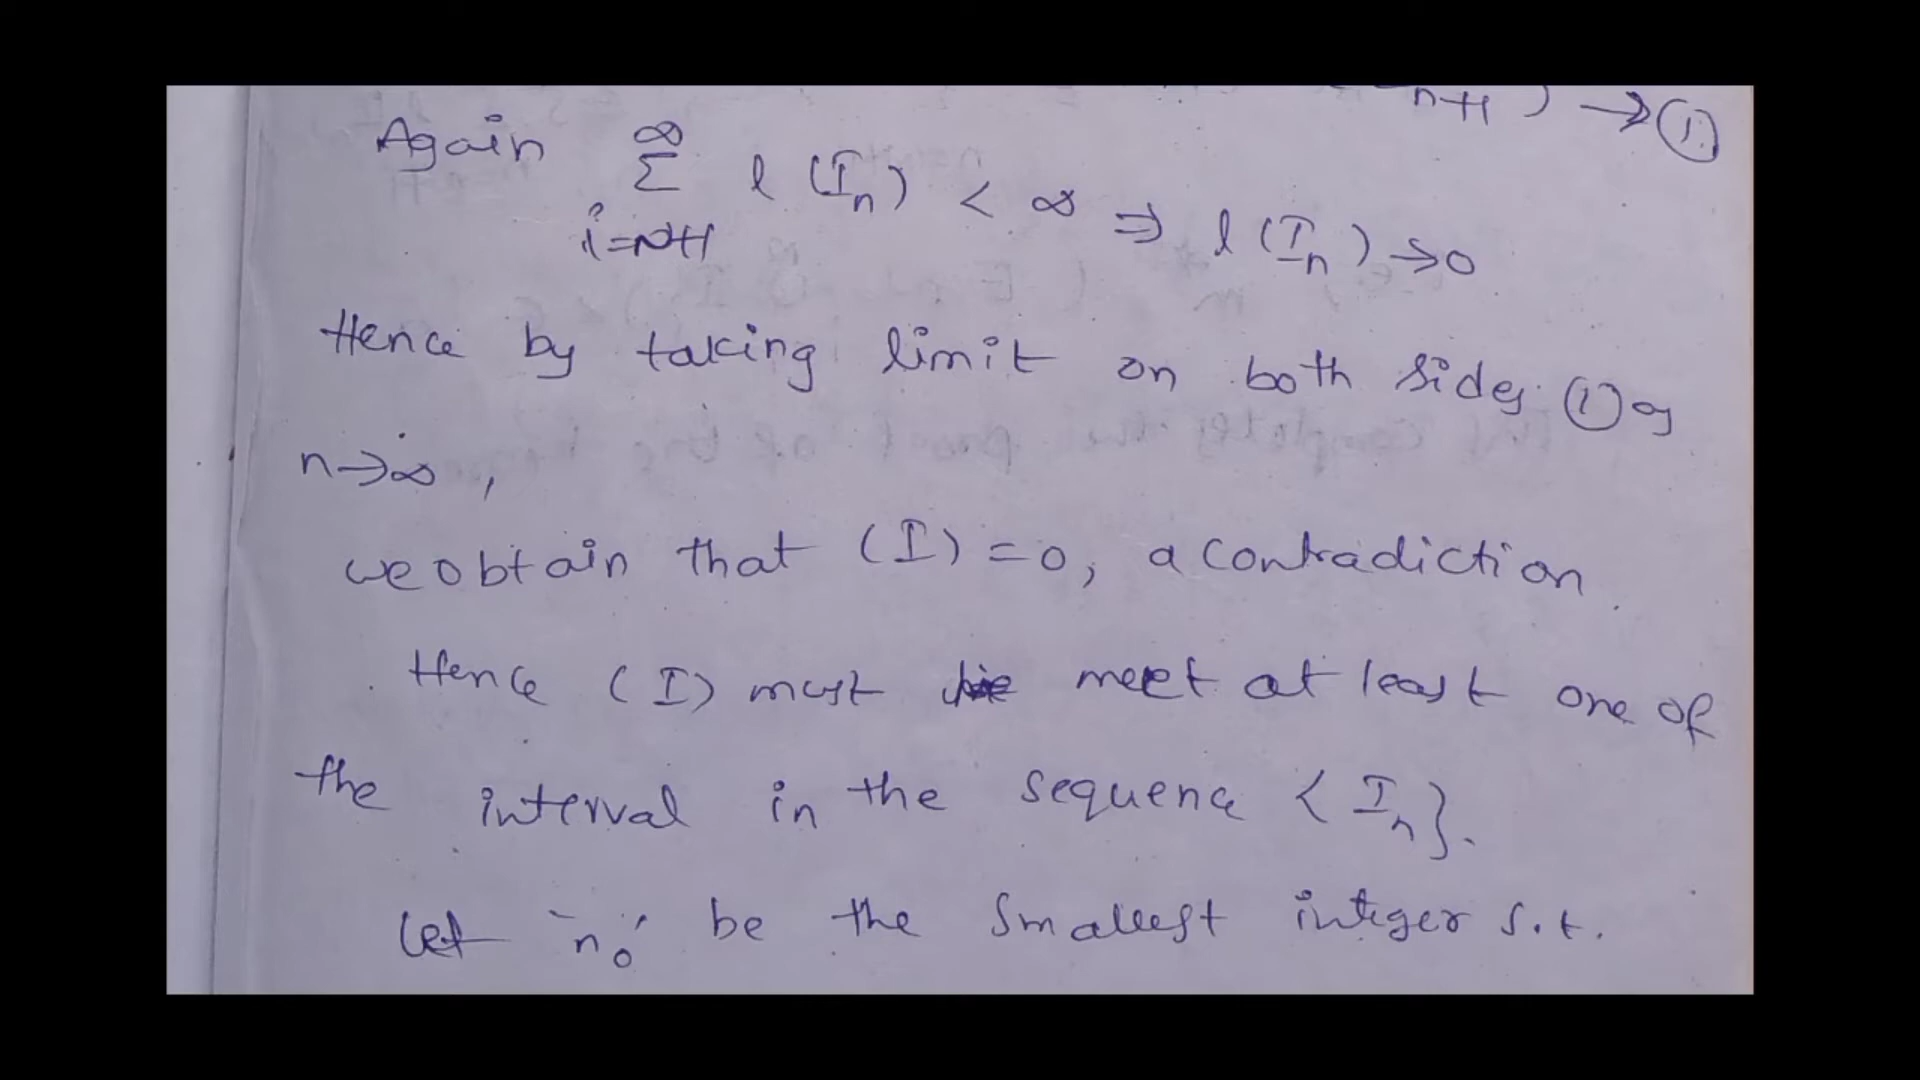 n+1 ) → (1)
Again ∞ Σ i=N+1 l (I_n) < ∞ ⇒ l (I_n) → 0
Hence by taking limit on both sides (1) as
n→∞,
we obtain that (I) = 0, a contradiction.
Hence (I) must meet at least one of
the interval in the sequence < I_n}.
Let "n_0" be the smallest integer s.t.